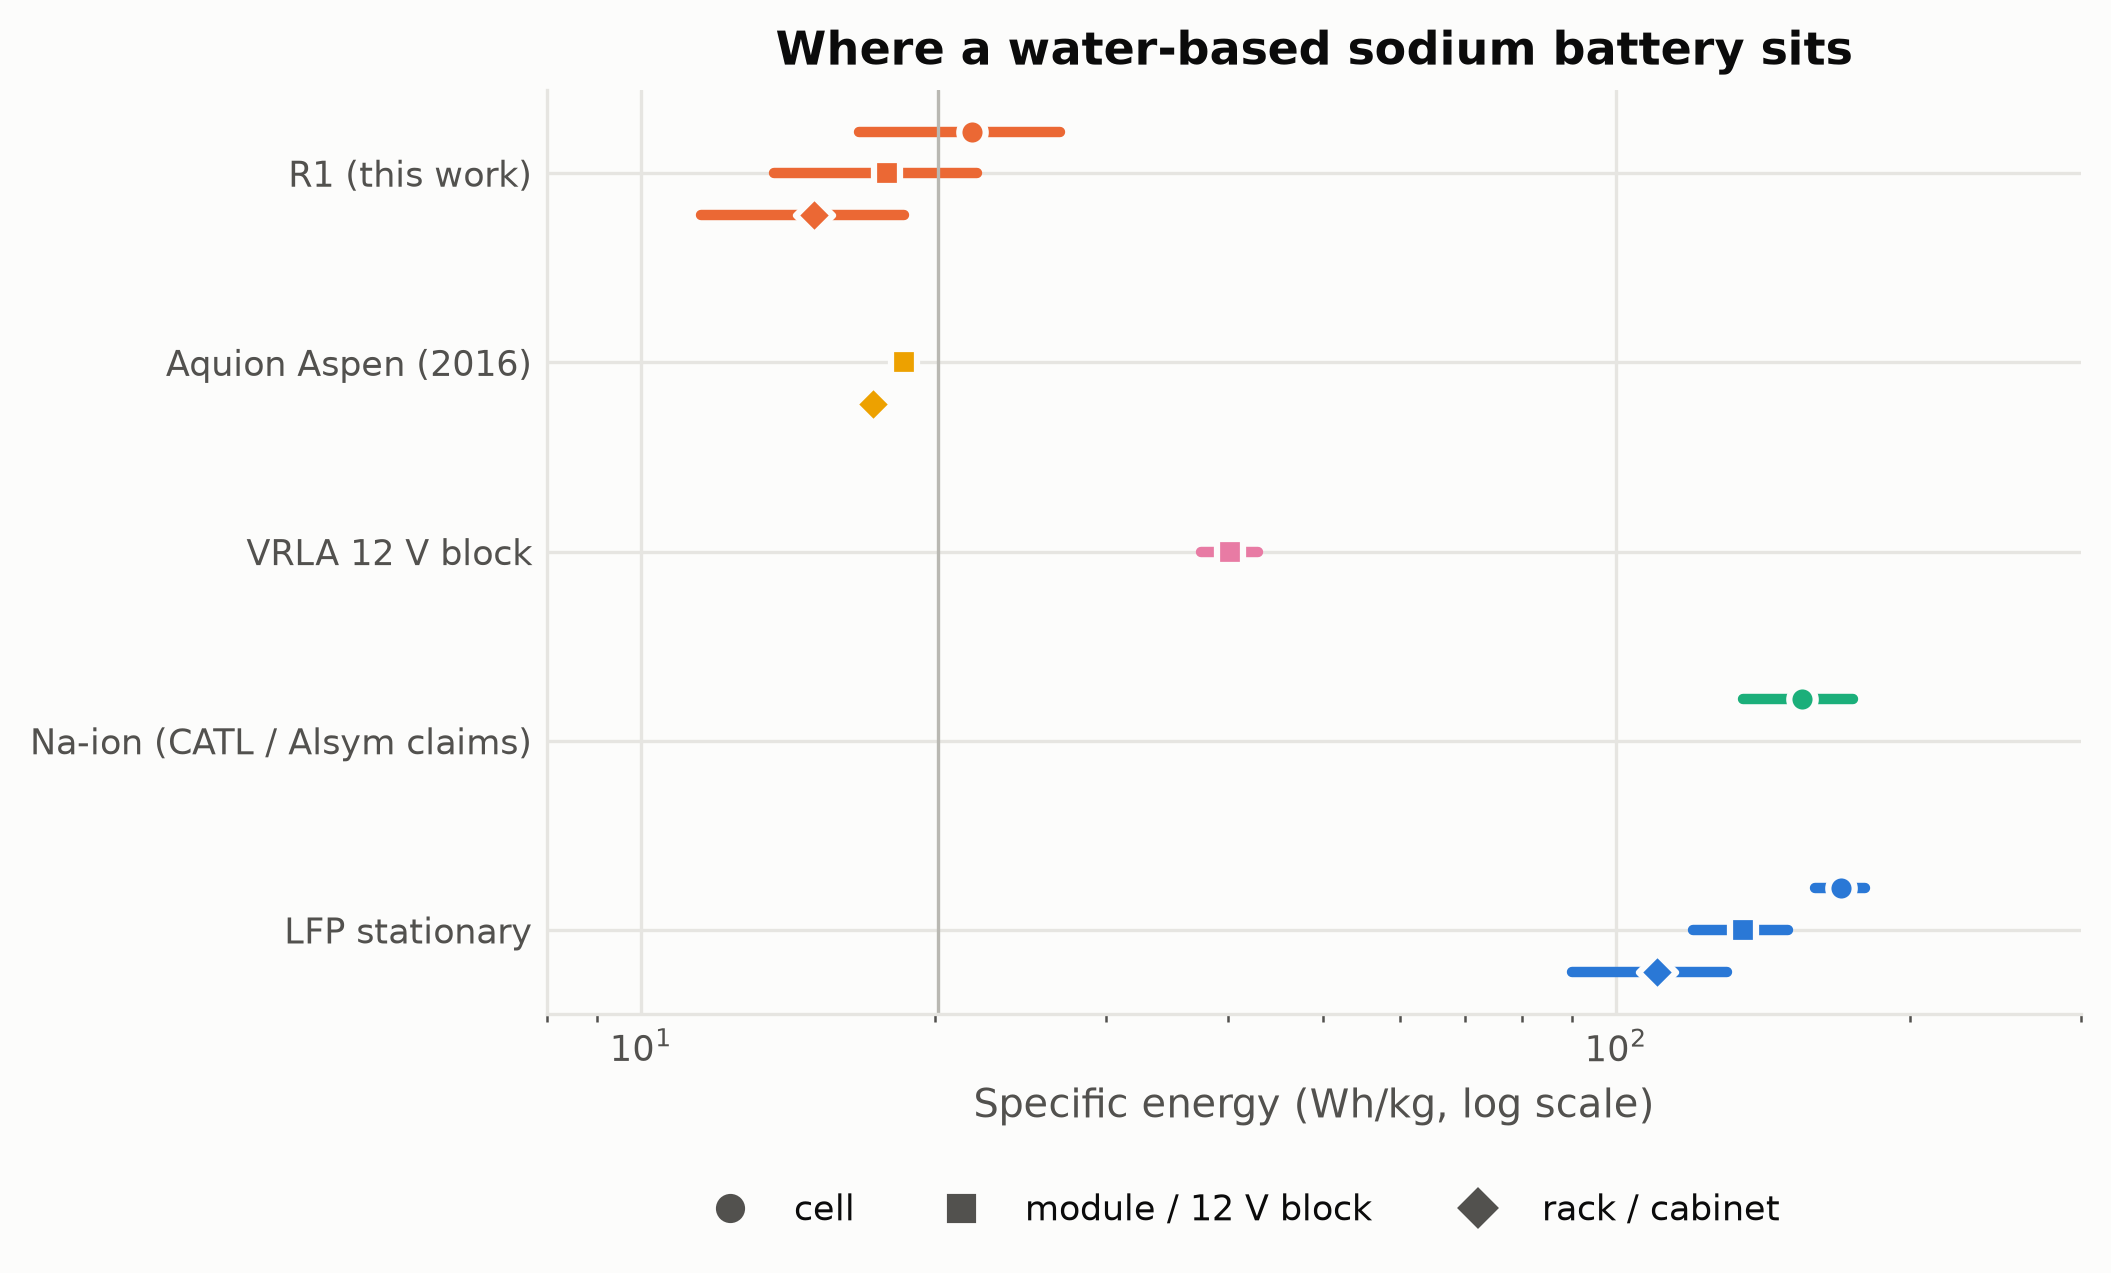 Where a water-based sodium battery sits
R1 (this work)
Aquion Aspen (2016)
VRLA 12 V block
Na-ion (CATL / Alsym claims)
LFP stationary
10¹
10²
Specific energy (Wh/kg, log scale)
cell
module / 12 V block
rack / cabinet